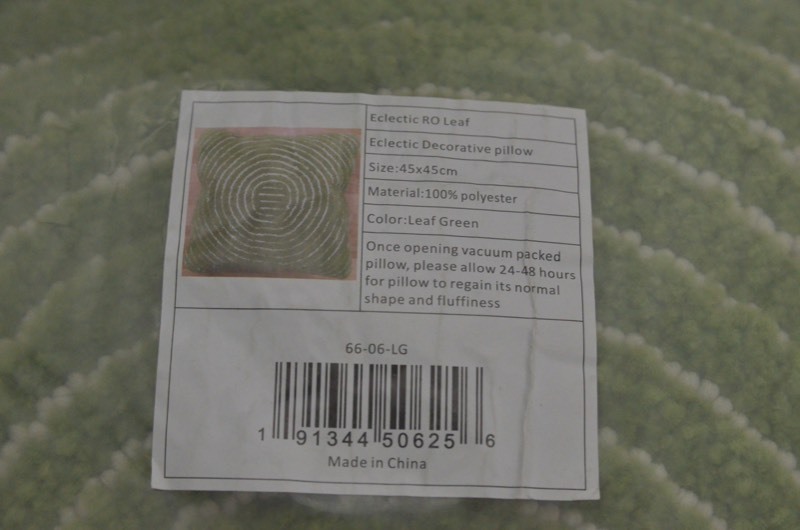 Eclectic RO Leaf
Eclectic Decorative pillow
Size:45x45cm
Material:100% polyester
Color:Leaf Green
Once opening vacuum packed
pillow, please allow 24-48 hours
for pillow to regain its normal
shape and fluffiness
66-06-LG
1 91344 50625 6
Made in China